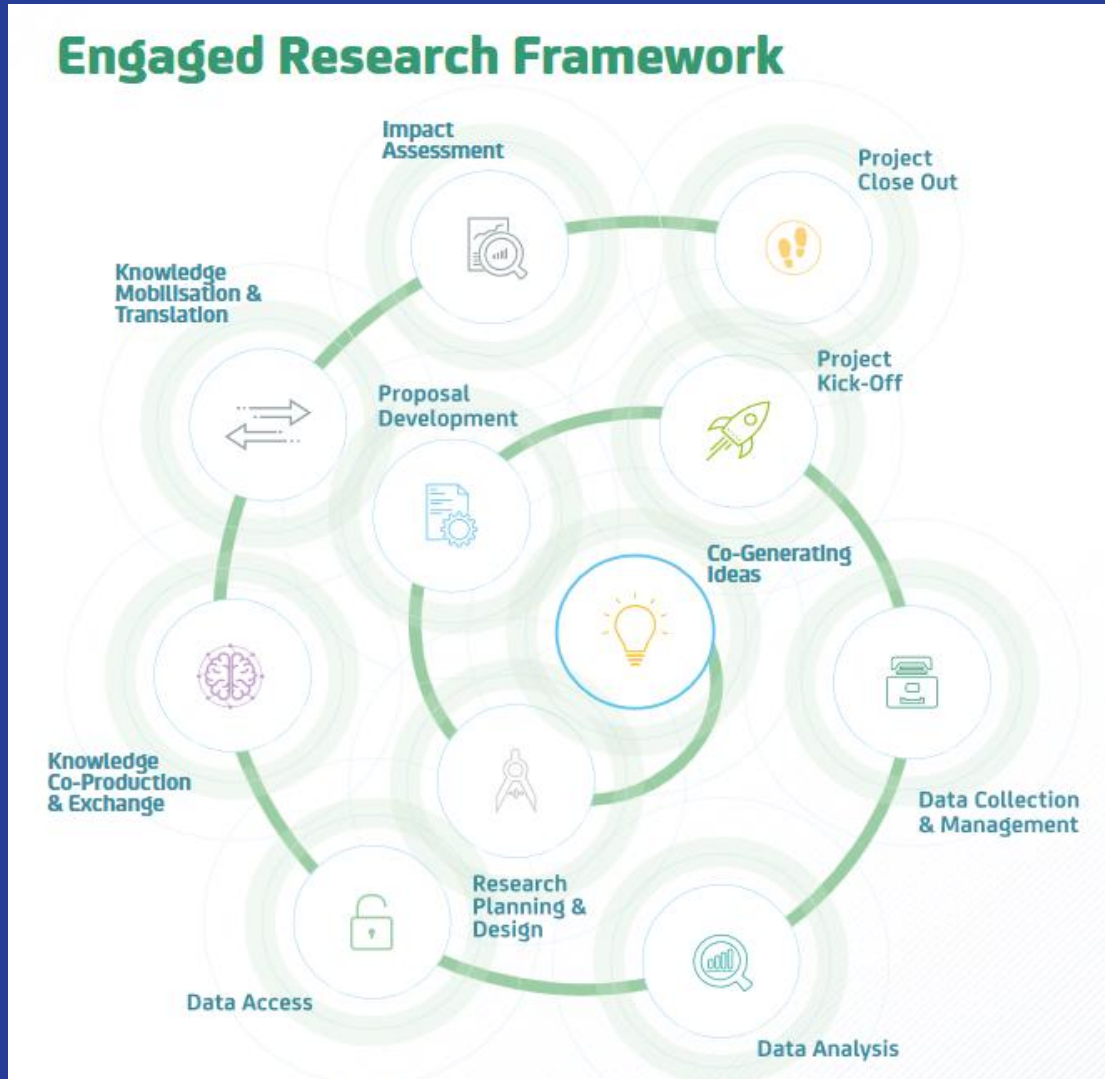 Engaged Research Framework
Impact
Assessment
Project
Close Out
Knowledge
Mobilisation &
Translation
Project
Kick-Off
Proposal
Development
Co-Generating
Ideas
Knowledge
Co-Production
& Exchange
Data Collection
& Management
Research
Planning &
Design
Data Access
Data Analysis